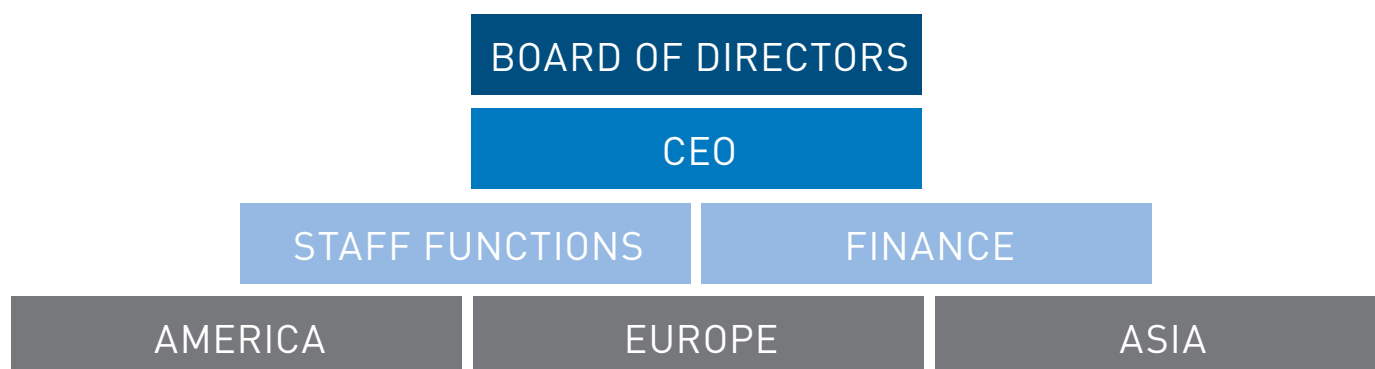 BOARD OF DIRECTORS
CEO
STAFF FUNCTIONS FINANCE
AMERICA EUROPE ASIA